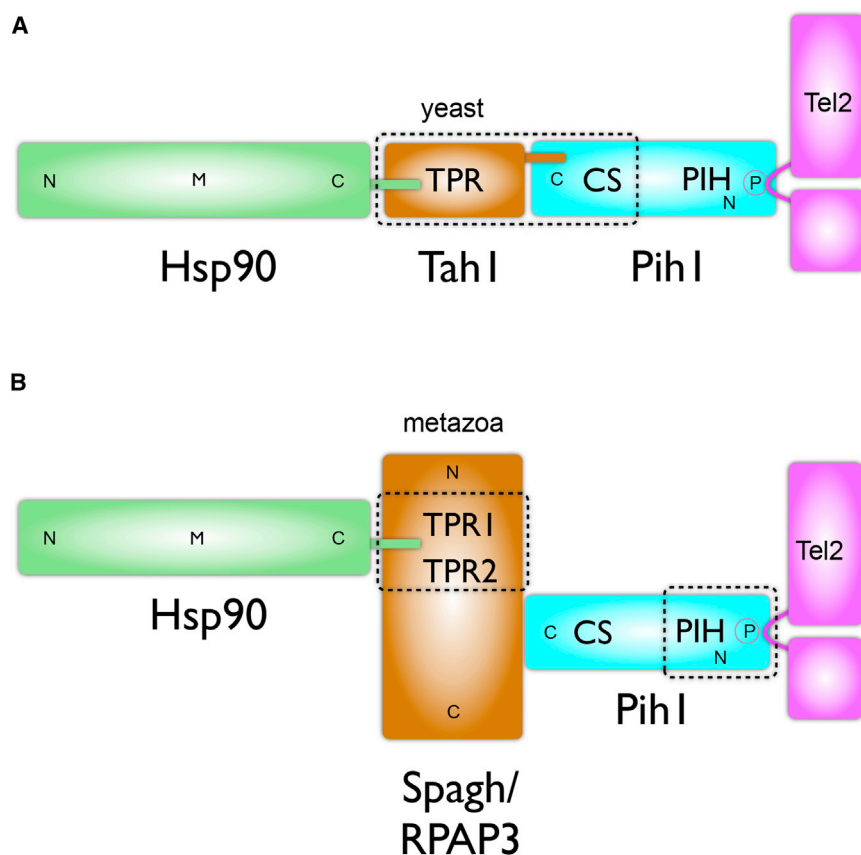 A
yeast
Tel2
N M C TPR C CS PIH P
N
Hsp90 Tah1 Pih1
B
metazoa
N
TPR1
N M C
TPR2
Tel2
Hsp90
C CS PIH P
N
Pih1
C
Spagh/
RPAP3